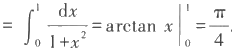 = ∫₀¹ dx/(1+x²) = arctan x |₀¹ = π/4.